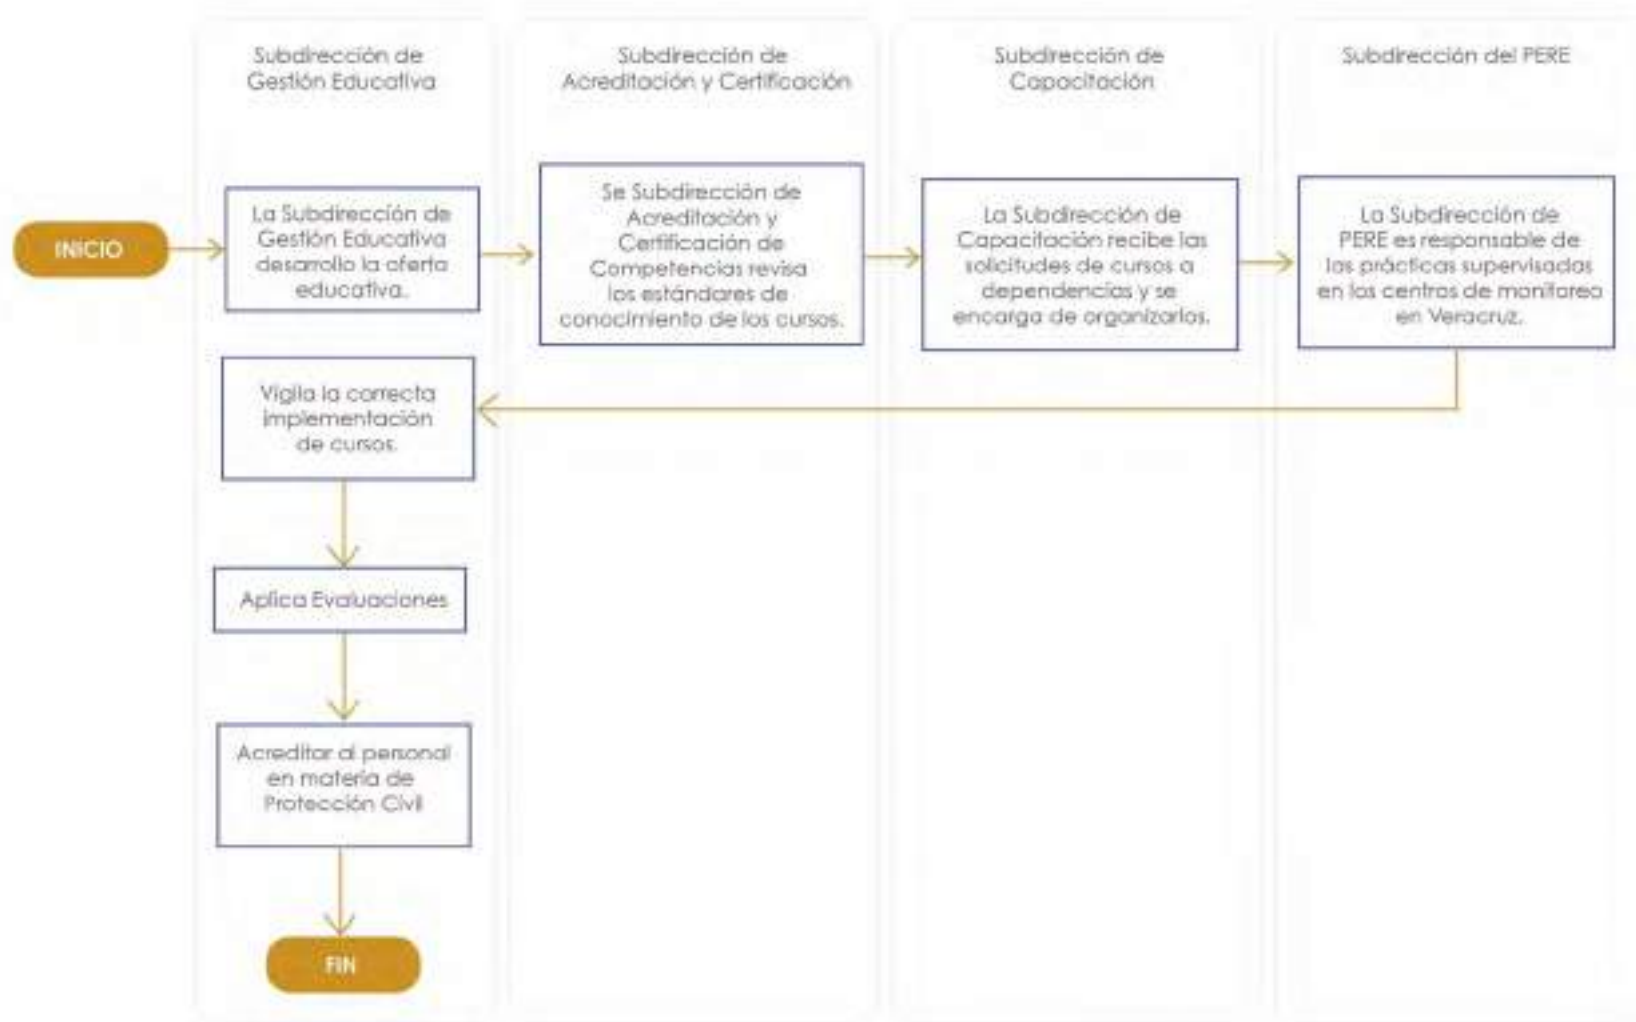 Subdirección de
Gestión Educativa
Subdirección de
Acreditación y Certificación
Subdirección de
Capacitación
Subdirección del PERE
INICIO
La Subdirección de
Gestión Educativa
desarrollo la oferta
educativa.
Se Subdirección de
Acreditación y
Certificación de
Competencias revisa
los estándares de
conocimiento de los cursos.
La Subdirección de
Capacitación recibe las
solicitudes de cursos a
dependencias y se
encarga de organizarlos.
La Subdirección de
PERE es responsable de
las prácticas supervisadas
en los centros de monitoreo
en Veracruz.
Vigila la correcta
implementación
de cursos.
Aplica Evaluaciones
Acreditar al personal
en materia de
Protección Civil
FIN